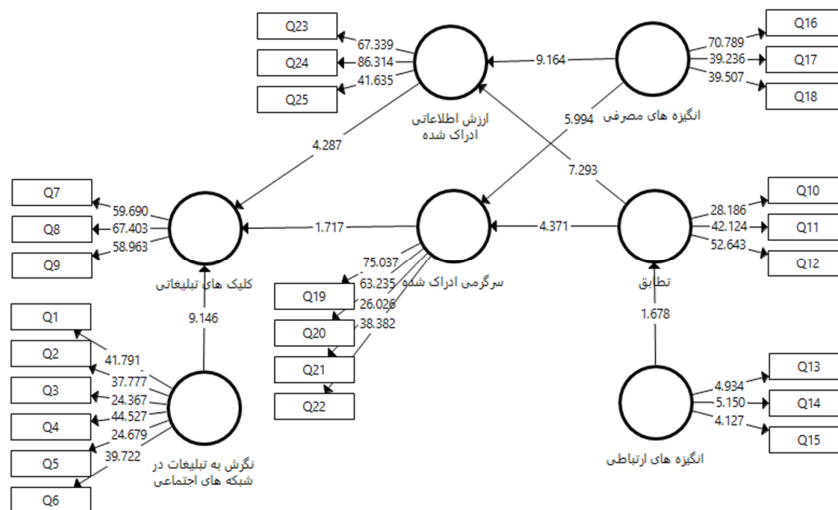 Q23
Q24
Q25
67.339
86.314
41.635
ارزش اطلاعاتی
ادراک شده
9.164
انگیزه های مصرفی
70.789
39.236
39.507
Q16
Q17
Q18
4.287
5.994
7.293
Q7
Q8
Q9
59.690
67.403
58.963
کلیک های تبلیغاتی
1.717
سرگرمی ادراک شده
4.371
تطابق
28.186
42.124
52.643
Q10
Q11
Q12
75.037
63.235
26.026
38.382
Q19
Q20
Q21
Q22
9.146
1.678
Q1
Q2
Q3
Q4
Q5
Q6
41.791
37.777
24.367
44.527
24.679
39.722
نگرش به تبلیغات در
شبکه های اجتماعی
انگیزه های ارتباطی
4.934
5.150
4.127
Q13
Q14
Q15